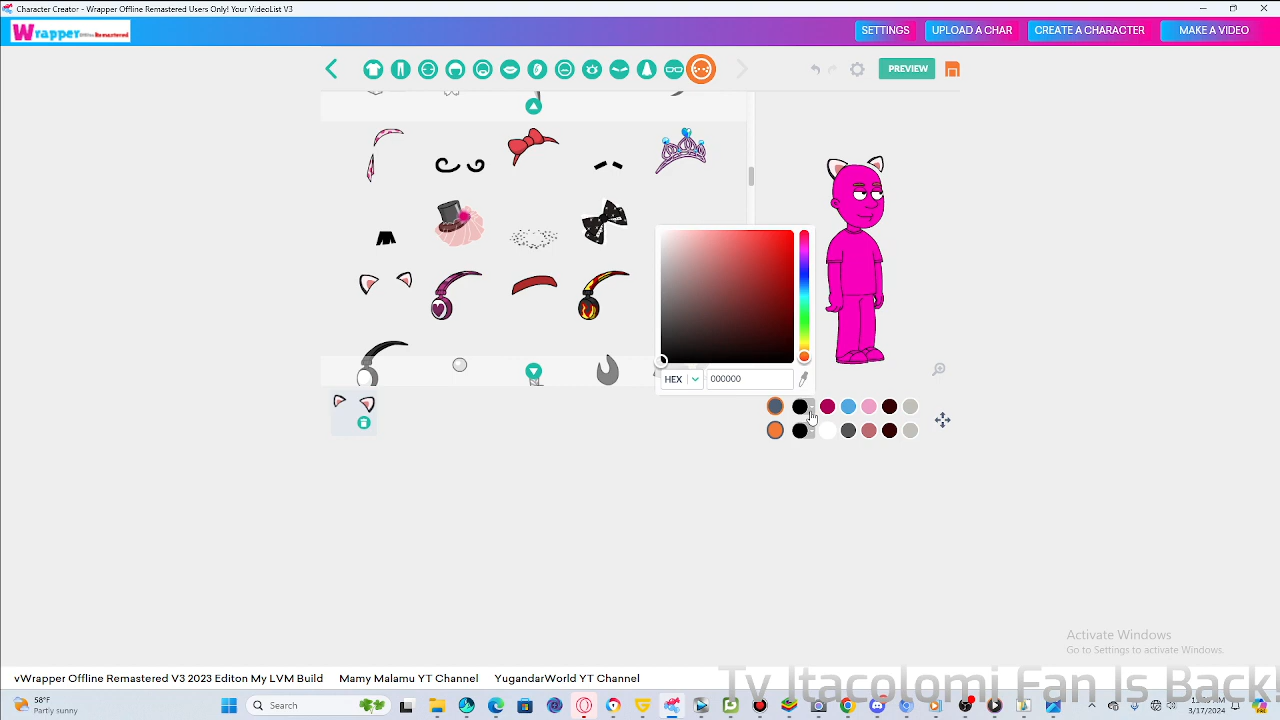 Character Creator - Wrapper Offline Remastered Users Only! Your VideoList V3
Wrapper Offline Remastered
SETTINGS
UPLOAD A CHAR
CREATE A CHARACTER
MAKE A VIDEO
PREVIEW
HEX
000000
Activate Windows
Go to Settings to activate Windows.
vWrapper Offline Remastered V3 2023 Editon My LVM Build
Mamy Malamu YT Channel
YugandarWorld YT Channel
Tv Itacolomi Fan Is Back
58°F
Partly sunny
Search
3/17/2024